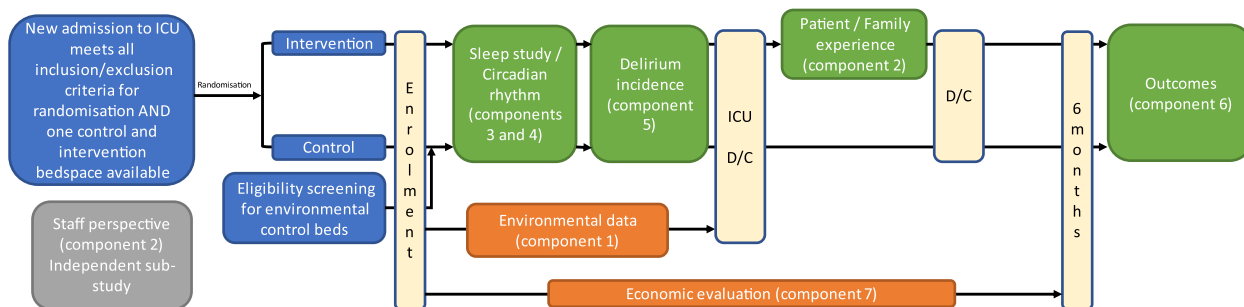 New admission to ICU
meets all
inclusion/exclusion
criteria for
randomisation AND
one control and
intervention
bedspace available
Randomisation
Intervention
Control
Eligibility screening
for environmental
control beds
Staff perspective
(component 2)
Independent sub-
study
Enrolment
Sleep study /
Circadian
rhythm
(components
3 and 4)
Delirium
incidence
(component
5)
Environmental data
(component 1)
Economic evaluation (component 7)
ICU
D/C
Patient / Family
experience
(component 2)
D/C
6 months
Outcomes
(component 6)